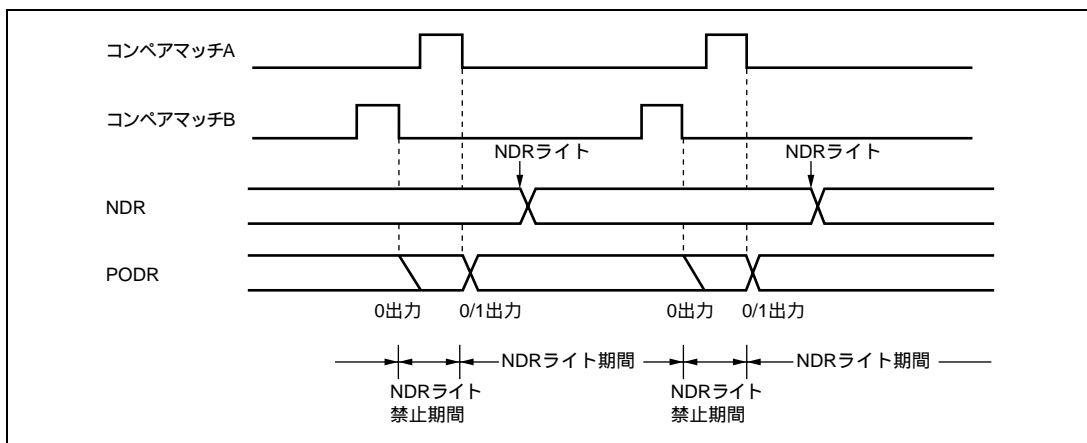 コンペアマッチA
コンペアマッチB
NDRライト NDRライト
NDR
PODR
0出力 0/1出力 0出力 0/1出力
NDRライト期間 NDRライト期間
NDRライト NDRライト
禁止期間 禁止期間